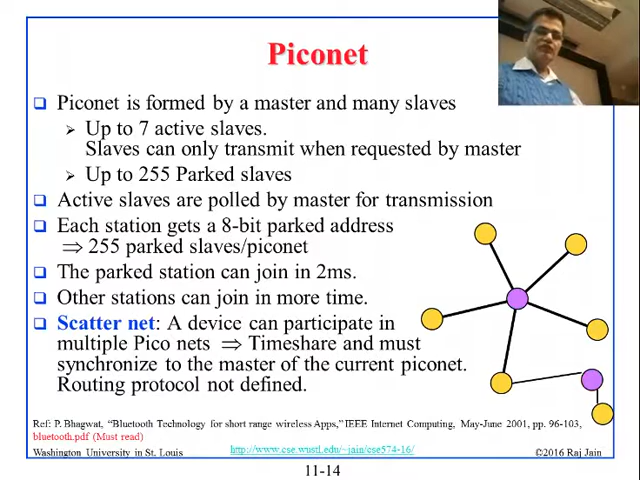 Piconet
Piconet is formed by a master and many slaves
Up to 7 active slaves.
Slaves can only transmit when requested by master
Up to 255 Parked slaves
Active slaves are polled by master for transmission
Each station gets a 8-bit parked address
⇒ 255 parked slaves/piconet
The parked station can join in 2ms.
Other stations can join in more time.
Scatter net: A device can participate in
multiple Pico nets ⇒ Timeshare and must
synchronize to the master of the current piconet.
Routing protocol not defined.
Ref: P. Bhagwat, “Bluetooth Technology for short range wireless Apps,” IEEE Internet Computing, May-June 2001, pp. 96-103,
bluetooth.pdf (Must read)
Washington University in St. Louis http://www.cse.wustl.edu/~jain/cse574-16/ ©2016 Raj Jain
11-14